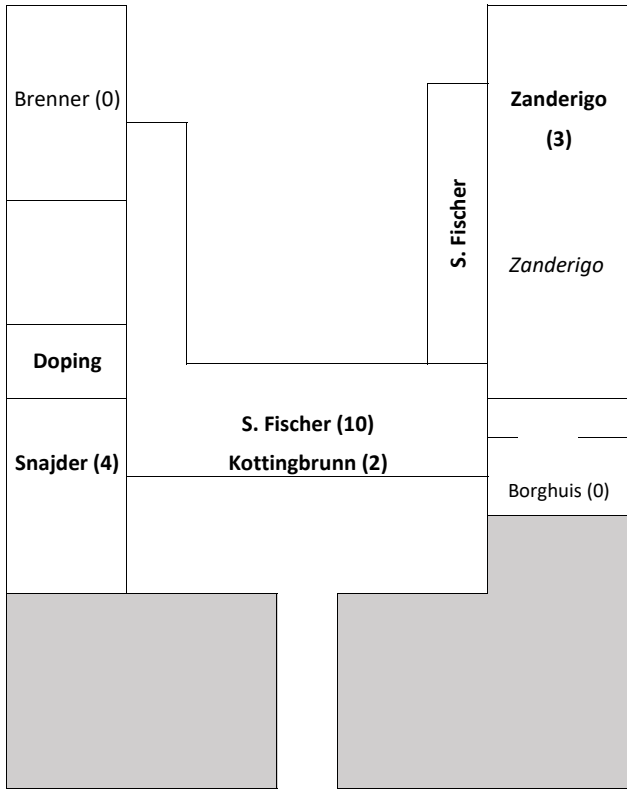 Brenner (0)
Doping
Snajder (4)
S. Fischer (10)
Kottingbrunn (2)
S. Fischer
Zanderigo
(3)
Zanderigo
Borghuis (0)